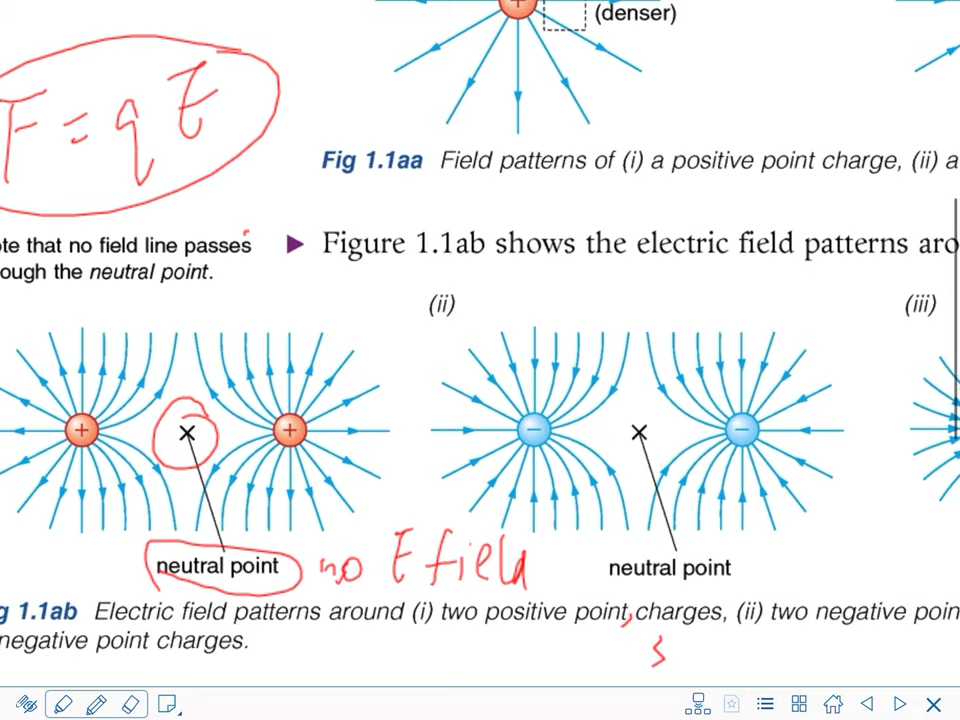 (denser)
F = qE
Fig 1.1aa Field patterns of (i) a positive point charge, (ii) a
te that no field line passes
ough the neutral point.
Figure 1.1ab shows the electric field patterns aro
(ii)
(iii)
+
+
+
−
−
neutral point
no E field
neutral point
g 1.1ab Electric field patterns around (i) two positive point charges, (ii) two negative poin
negative point charges.